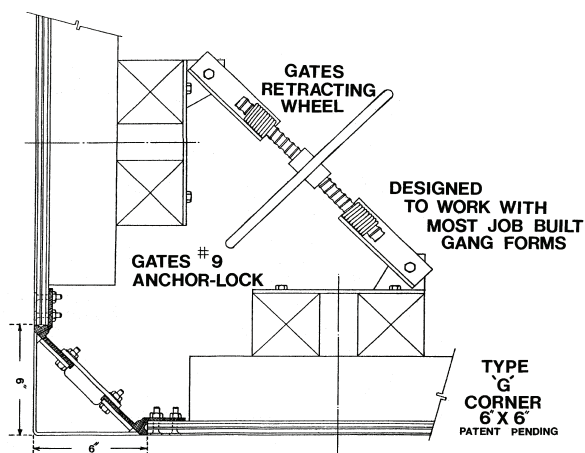 GATES
RETRACTING
WHEEL
DESIGNED
TO WORK WITH
MOST JOB BUILT
GANG FORMS
GATES #9
ANCHOR-LOCK
6"
6"
TYPE
'G'
CORNER
6" X 6"
PATENT PENDING